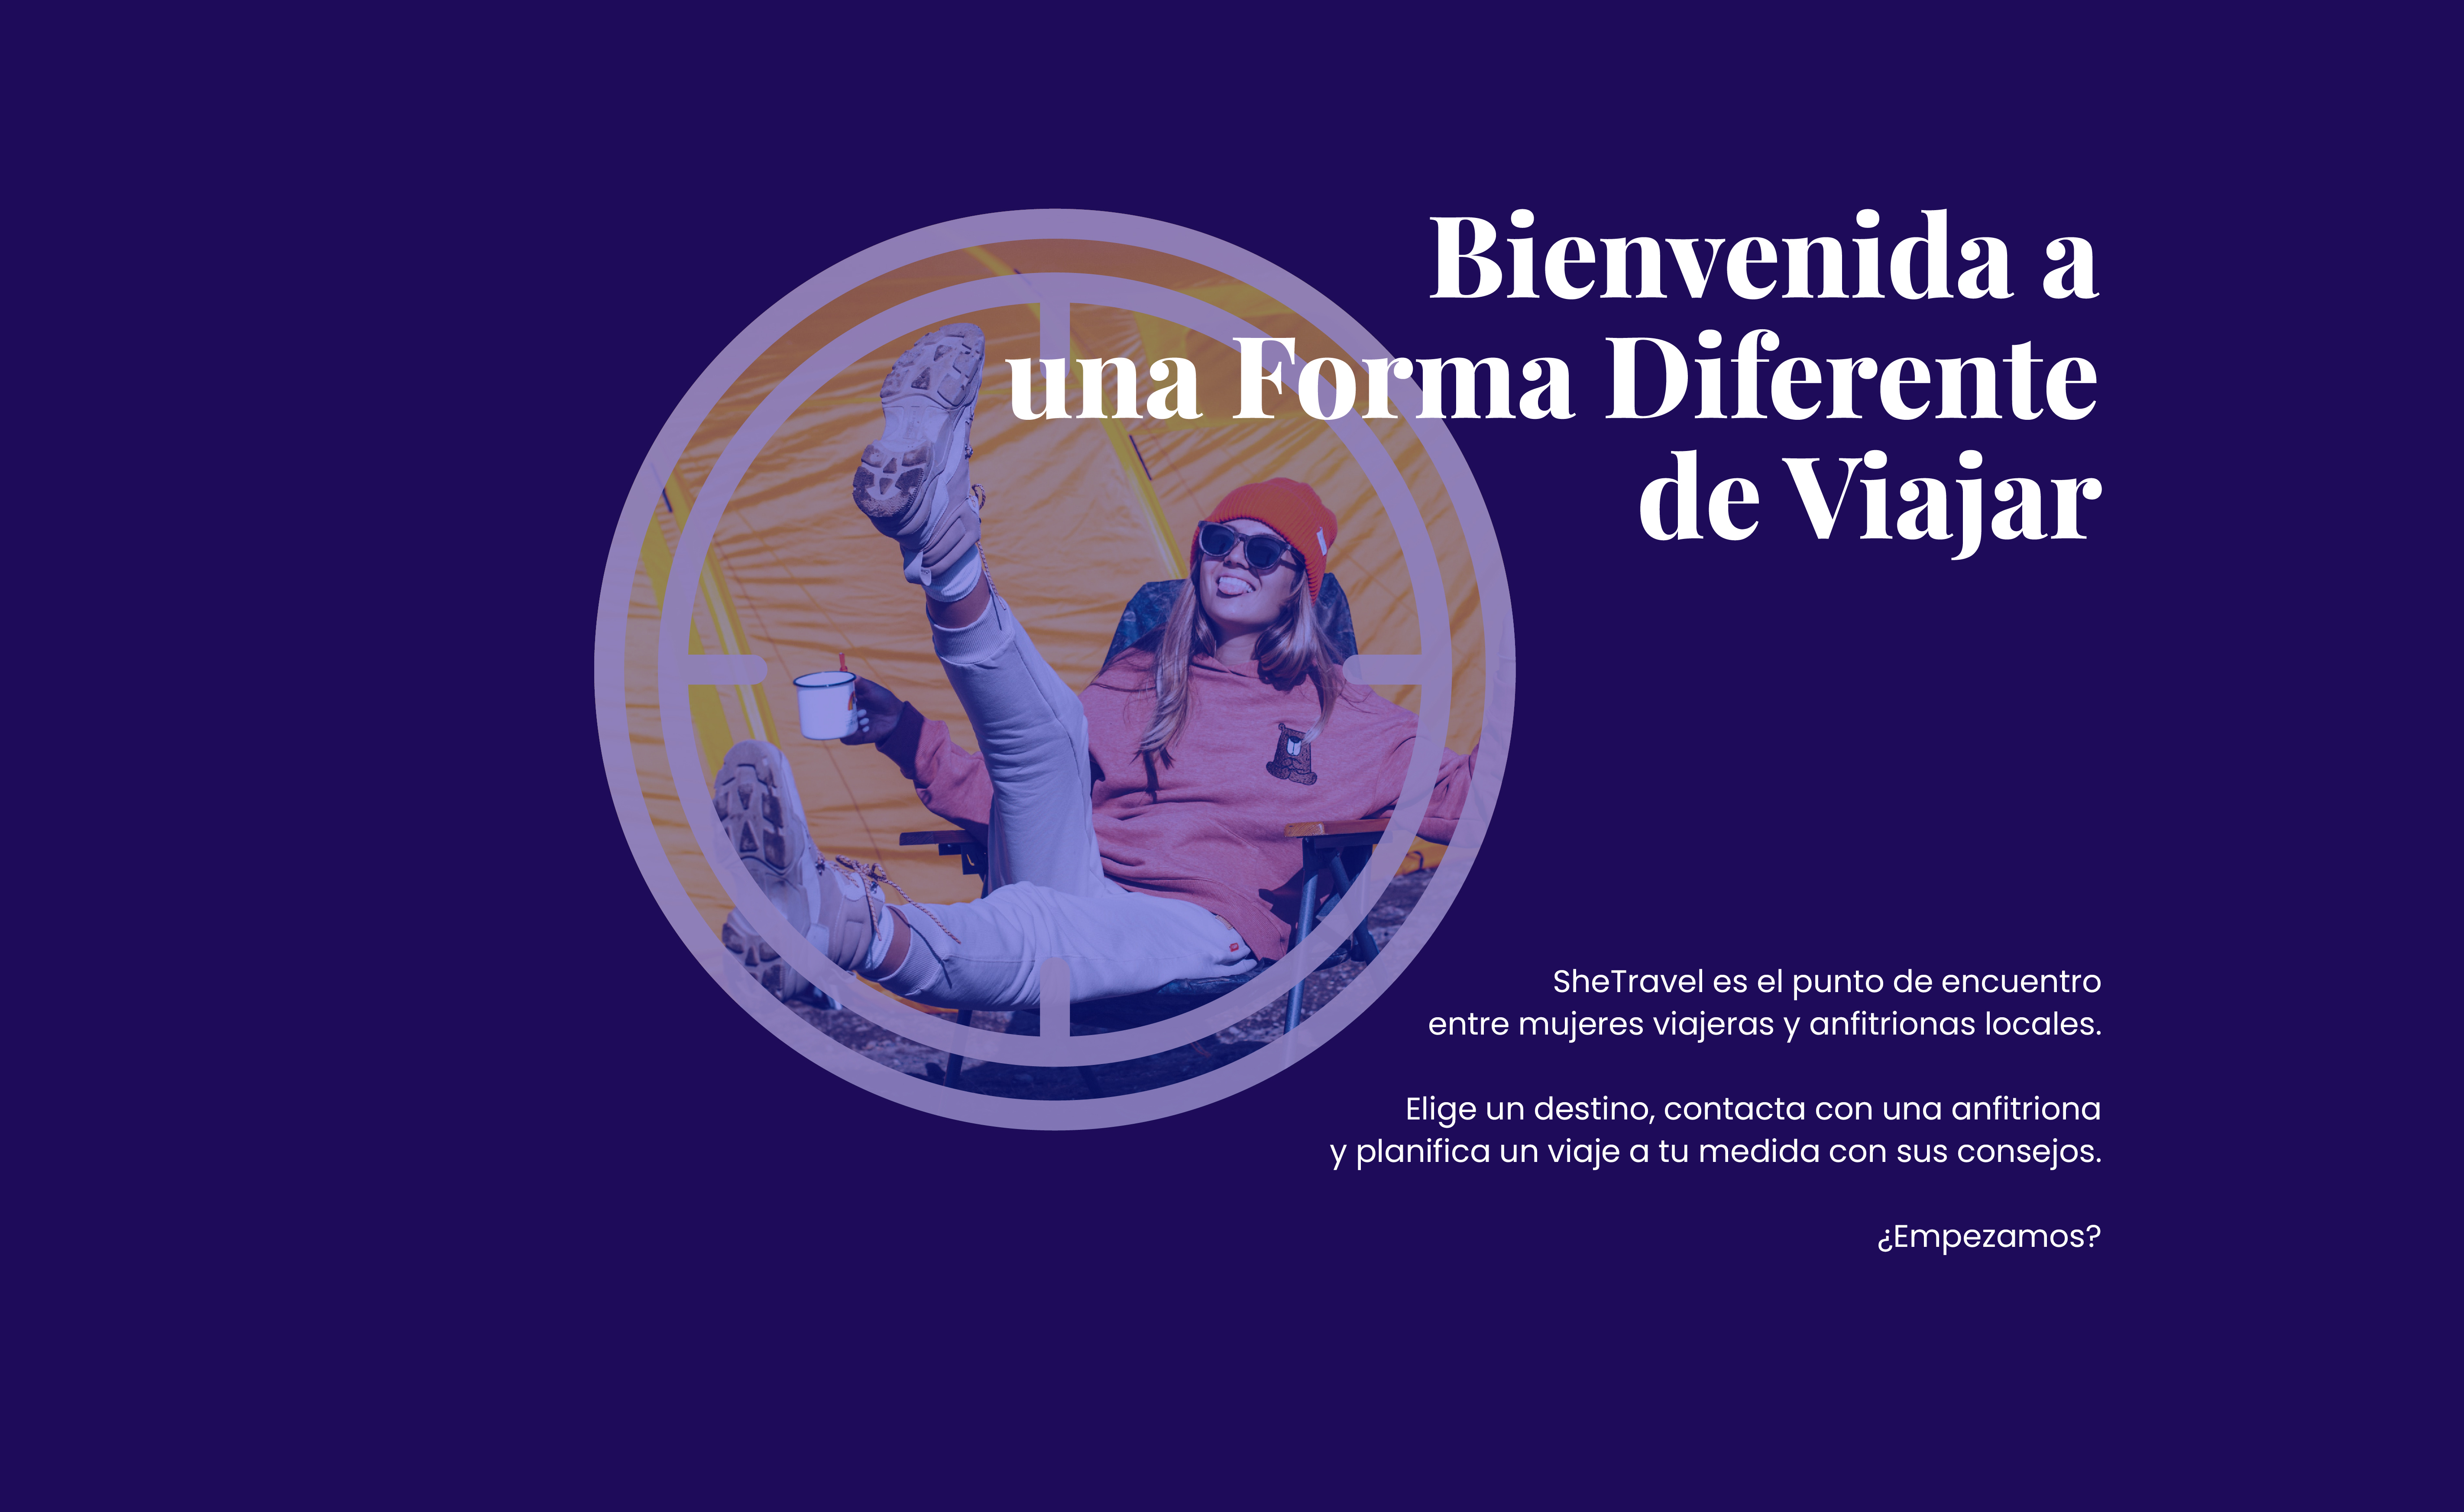 Bienvenida a
una Forma Diferente
de Viajar
SheTravel es el punto de encuentro
entre mujeres viajeras y anfitrionas locales.
Elige un destino, contacta con una anfitriona
y planifica un viaje a tu medida con sus consejos.
¿Empezamos?